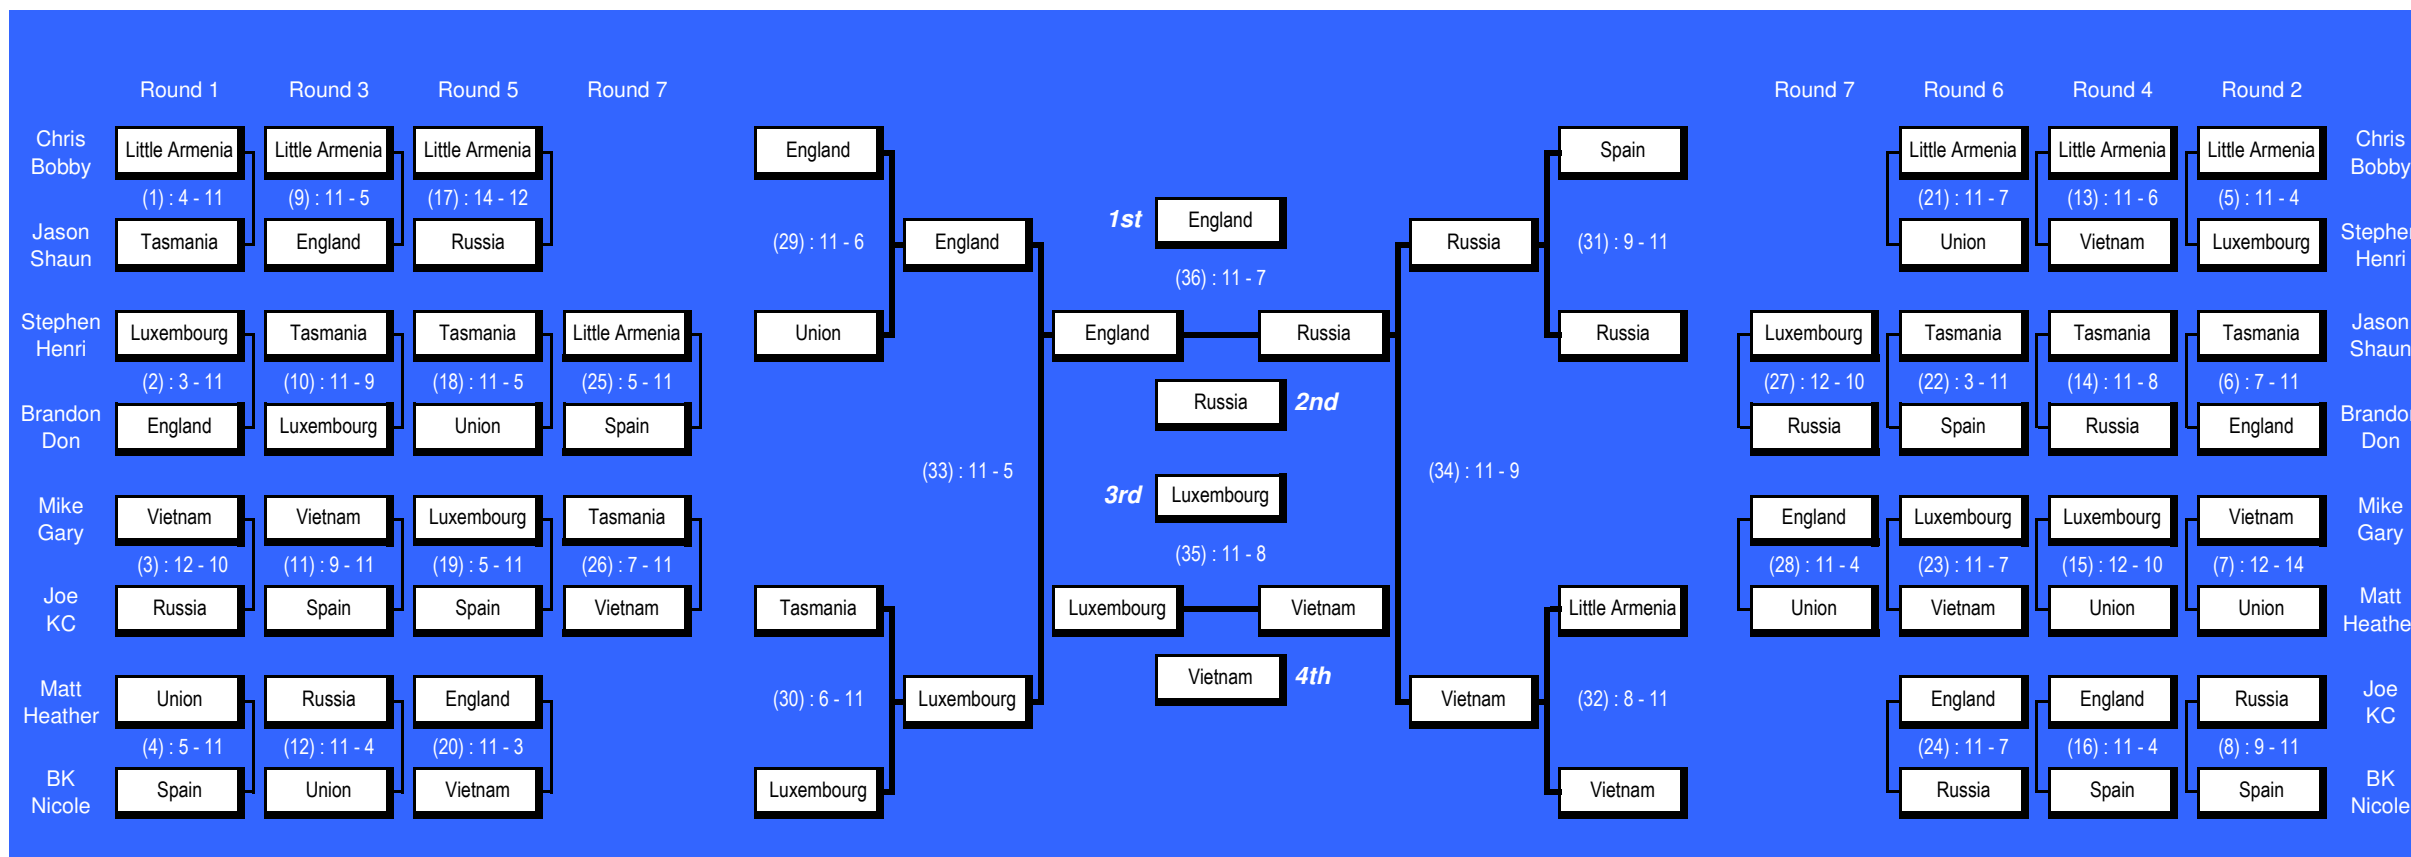 Round 1 Round 3 Round 5 Round 7 Round 7 Round 6 Round 4 Round 2
Chris Bobby Little Armenia Little Armenia Little Armenia England Spain Little Armenia Little Armenia Little Armenia Chris Bobby
(1) : 4 - 11 (9) : 11 - 5 (17) : 14 - 12 (21) : 11 - 7 (13) : 11 - 6 (5) : 11 - 4
1st England
Jason Shaun Tasmania England Russia (29) : 11 - 6 England Russia (31) : 9 - 11 Union Vietnam Luxembourg Stephen Henri
(36) : 11 - 7
Stephen Henri Luxembourg Tasmania Tasmania Little Armenia Union England Russia Russia Luxembourg Tasmania Tasmania Tasmania Jason Shaun
(2) : 3 - 11 (10) : 11 - 9 (18) : 11 - 5 (25) : 5 - 11 (27) : 12 - 10 (22) : 3 - 11 (14) : 11 - 8 (6) : 7 - 11
Russia 2nd
Brandon Don England Luxembourg Union Spain Russia Spain Russia England Brandon Don
(33) : 11 - 5 (34) : 11 - 9
3rd Luxembourg
Mike Gary Vietnam Vietnam Luxembourg Tasmania England Luxembourg Luxembourg Vietnam Mike Gary
(3) : 12 - 10 (11) : 9 - 11 (19) : 5 - 11 (26) : 7 - 11 (35) : 11 - 8 (28) : 11 - 4 (23) : 11 - 7 (15) : 12 - 10 (7) : 12 - 14
Joe KC Russia Spain Spain Vietnam Tasmania Luxembourg Vietnam Little Armenia Union Vietnam Union Union Matt Heathe
Vietnam 4th
Matt Heather Union Russia England (30) : 6 - 11 Luxembourg Vietnam (32) : 8 - 11 England England Russia Joe KC
(4) : 5 - 11 (12) : 11 - 4 (20) : 11 - 3 (24) : 11 - 7 (16) : 11 - 4 (8) : 9 - 11
BK Nicole Spain Union Vietnam Luxembourg Vietnam Russia Spain Spain BK Nicole